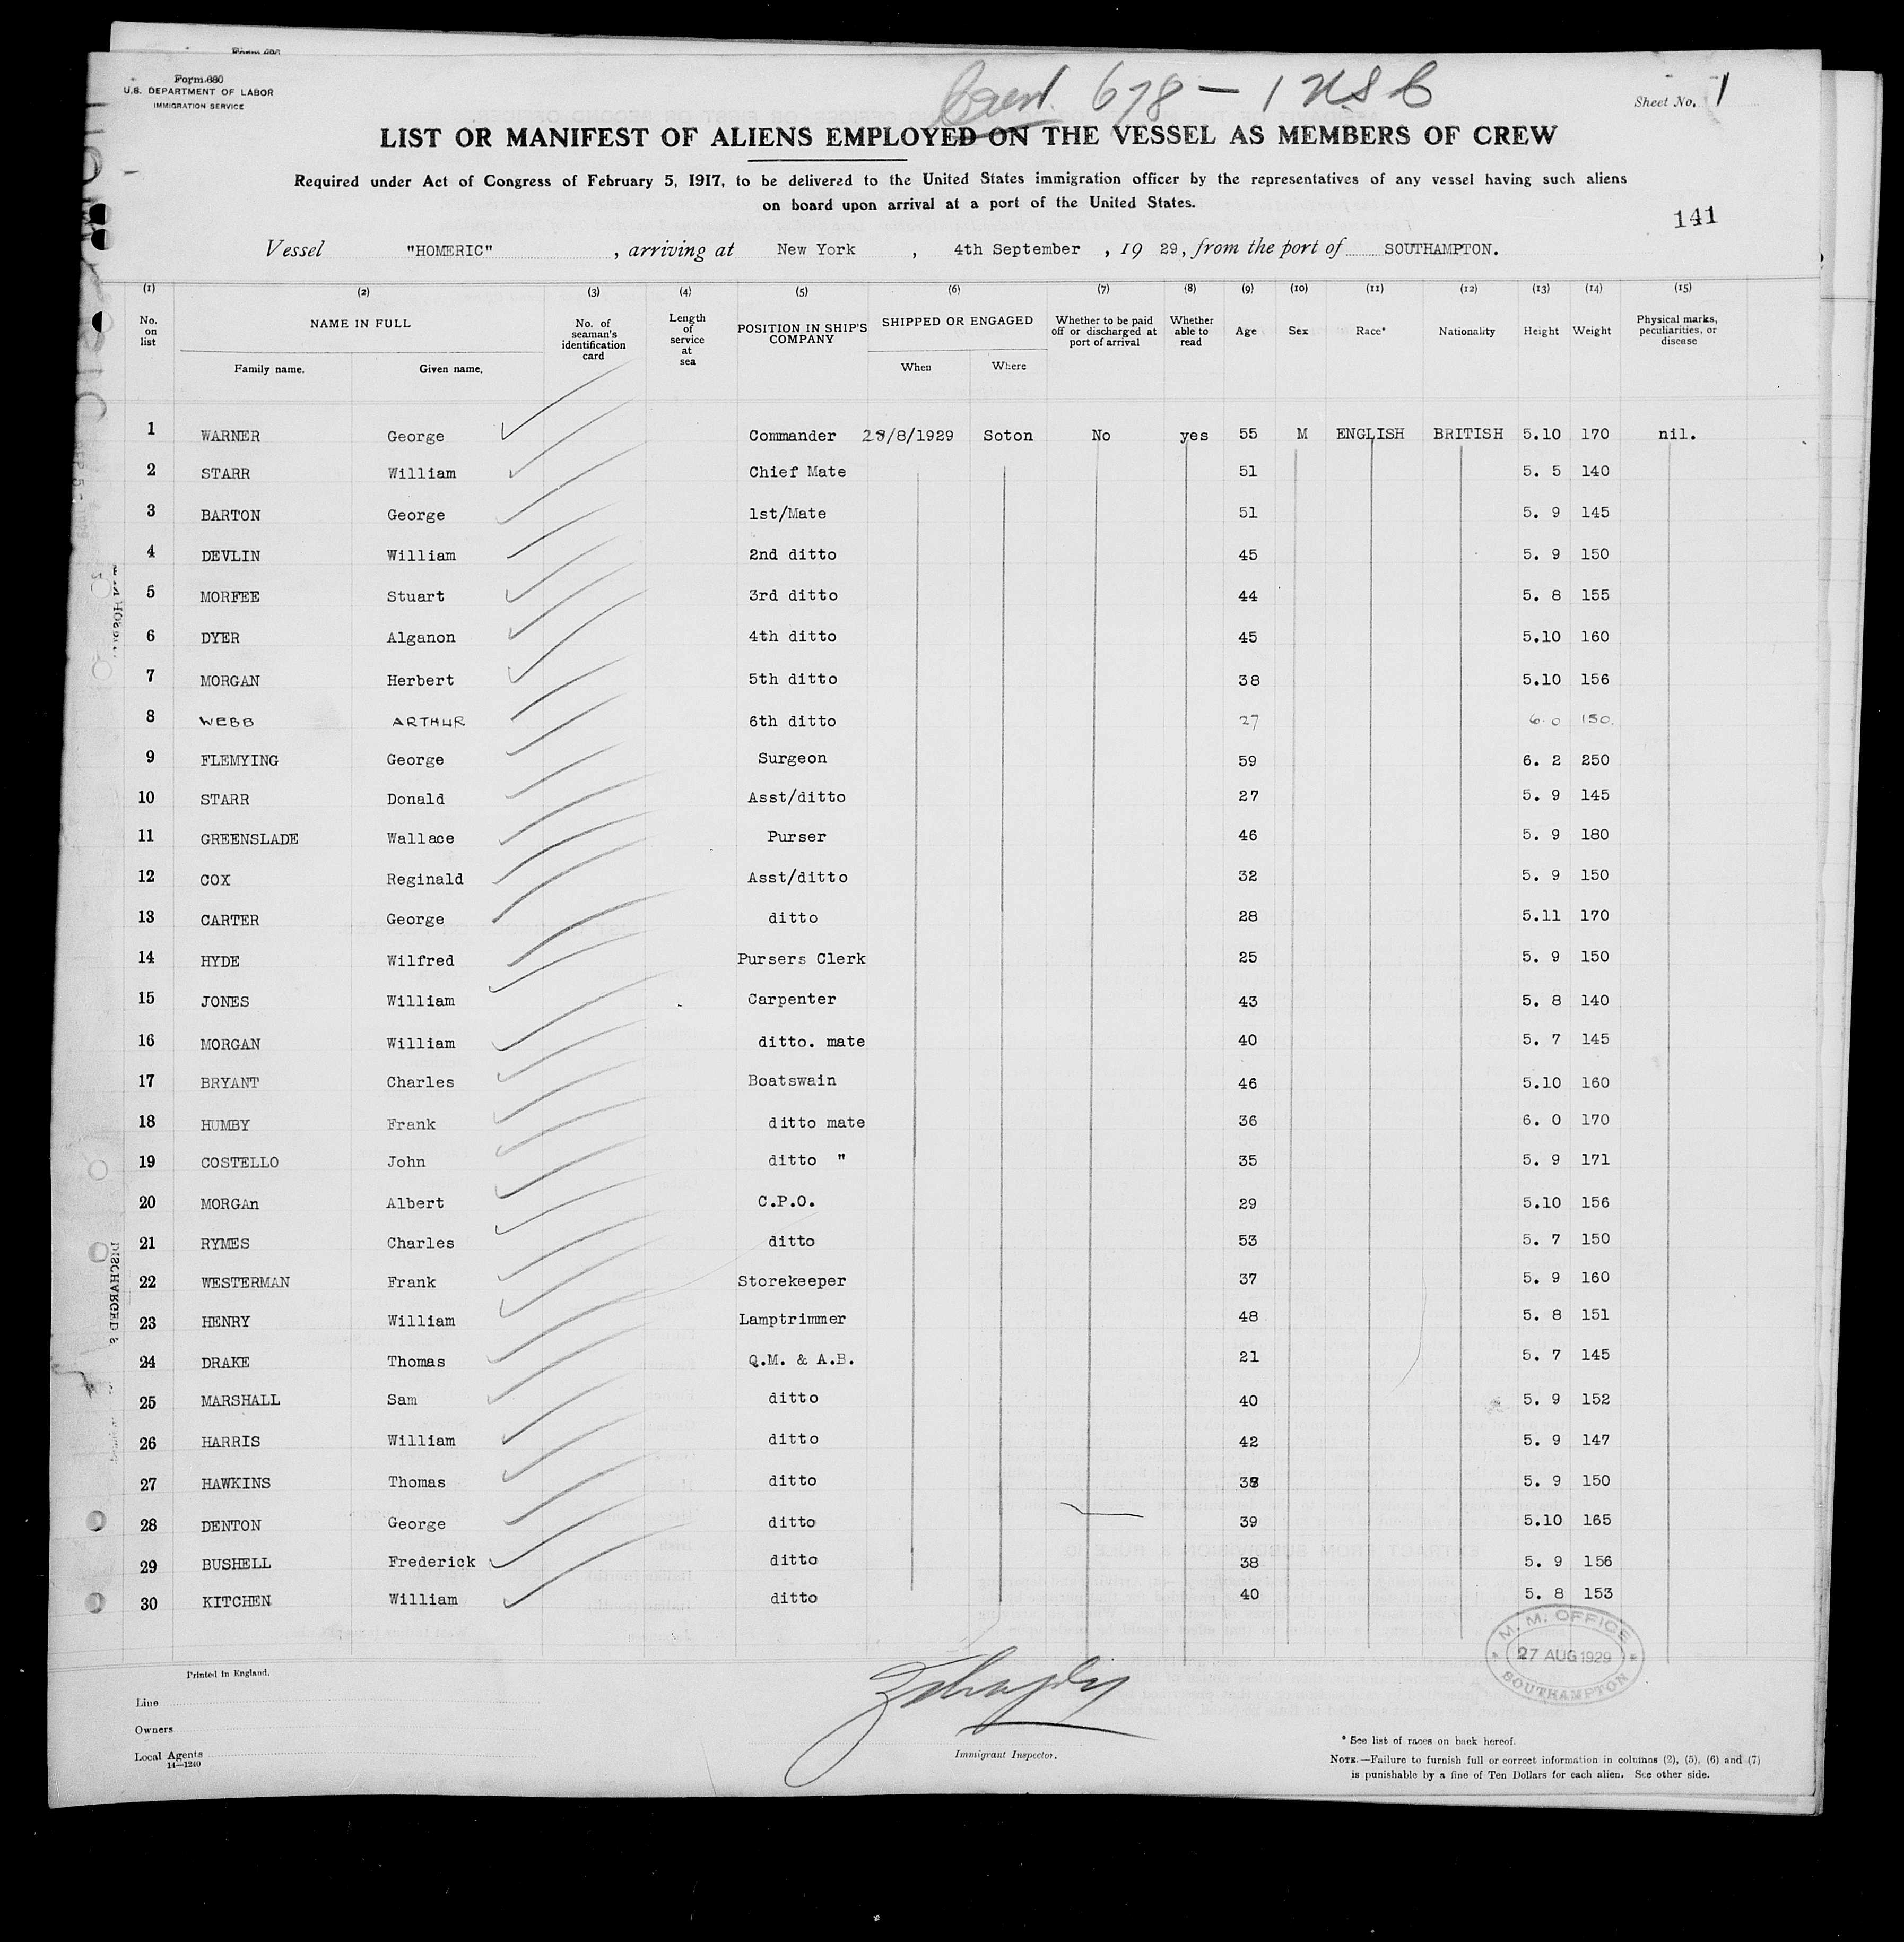 Form 680
U.S. DEPARTMENT OF LABOR
IMMIGRATION SERVICE
678 — 1 USC
Sheet No. 1
LIST OR MANIFEST OF ALIENS EMPLOYED ON THE VESSEL AS MEMBERS OF CREW
Required under Act of Congress of February 5, 1917, to be delivered to the United States immigration officer by the representatives of any vessel having such aliens
on board upon arrival at a port of the United States.
141
Vessel "HOMERIC", arriving at New York, 4th September, 1929, from the port of SOUTHAMPTON.
(1) (2) (3) (4) (5) (6) (7) (8) (9) (10) (11) (12) (13) (14) (15)
No. on list NAME IN FULL No. of seaman's identification card Length of service at sea POSITION IN SHIP'S COMPANY SHIPPED OR ENGAGED Whether to be paid off or discharged at port of arrival Whether able to read Age Sex Race* Nationality Height Weight Physical marks, peculiarities, or disease
Family name. Given name. When Where
1 WARNER George Commander 28/8/1929 Soton No yes 55 M ENGLISH BRITISH 5.10 170 nil.
2 STARR William Chief Mate 51 5. 5 140
3 BARTON George 1st/Mate 51 5. 9 145
4 DEVLIN William 2nd ditto 45 5. 9 150
5 MORFEE Stuart 3rd ditto 44 5. 8 155
6 DYER Alganon 4th ditto 45 5.10 160
7 MORGAN Herbert 5th ditto 38 5.10 156
8 WEBB ARTHUR 6th ditto 27 6.0 150.
9 FLEMYING George Surgeon 59 6. 2 250
10 STARR Donald Asst/ditto 27 5. 9 145
11 GREENSLADE Wallace Purser 46 5. 9 180
12 COX Reginald Asst/ditto 32 5. 9 150
13 CARTER George ditto 28 5.11 170
14 HYDE Wilfred Pursers Clerk 25 5. 9 150
15 JONES William Carpenter 43 5. 8 140
16 MORGAN William ditto. mate 40 5. 7 145
17 BRYANT Charles Boatswain 46 5.10 160
18 HUMBY Frank ditto mate 36 6. 0 170
19 COSTELLO John ditto " 35 5. 9 171
20 MORGAn Albert C.P.O. 29 5.10 156
21 RYMES Charles ditto 53 5. 7 150
22 WESTERMAN Frank Storekeeper 37 5. 9 160
23 HENRY William Lamptrimmer 48 5. 8 151
24 DRAKE Thomas Q.M. & A.B. 21 5. 7 145
25 MARSHALL Sam ditto 40 5. 9 152
26 HARRIS William ditto 42 5. 9 147
27 HAWKINS Thomas ditto 38 5. 9 150
28 DENTON George ditto 39 5.10 165
29 BUSHELL Frederick ditto 38 5. 9 156
30 KITCHEN William ditto 40 5. 8 153
M. M. OFFICE
27 AUG 1929
SOUTHAMPTON
Printed in England.
Line
Owners
Local Agents
14—1240
Immigrant Inspector.
* See list of races on back hereof.
NOTE.—Failure to furnish full or correct information in columns (2), (5), (6) and (7)
is punishable by a fine of Ten Dollars for each alien. See other side.
DISCHARGED &